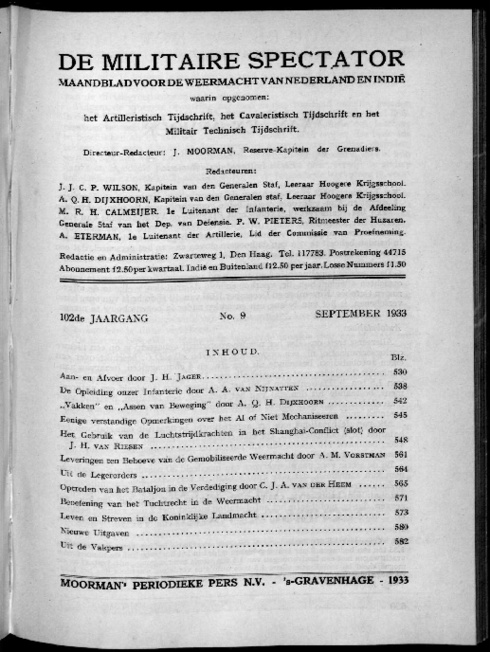 DE MILITAIRE SPECTATOR
MAANDBLAD VOOR DE WEERMACHT VAN NEDERLAND EN INDIË
waarin opgenomen:
het Artilleristisch Tijdschrift, het Cavaleristisch Tijdschrift en het
Militair Technisch Tijdschrift.
Directeur-Redacteur: J. MOORMAN, Reserve-Kapitein der Grenadiers.
Redacteuren:
J. J. C. P. WILSON, Kapitein van den Generalen Staf, Leeraar Hoogere Krijgsschool.
A. Q. H. DIJXHOORN, Kapitein van den Generalen staf, Leeraar Hoogere Krijgsschool.
M. R. H. CALMEIJER, 1e Luitenant der Infanterie, werkzaam bij de Afdeeling
Generale Staf van het Dep. van Defensie. P. W. PIETERS, Ritmeester der Huzaren.
A. ETERMAN, 1e Luitenant der Artillerie, Lid der Commissie van Proefneming.
Redactie en Administratie: Zwarteweg 1, Den Haag. Tel. 117783. Postrekening 44715
Abonnement f2.50 per kwartaal. Indië en Buitenland f12.50 per jaar. Losse Nummers f1.50
102de JAARGANG No. 9 SEPTEMBER 1933
INHOUD.
Blz.
Aan- en Afvoer door J. H. JAGER 530
De Opleiding onzer Infanterie door A. A. VAN NIJNATTEN 538
„Vakken" en „Assen van Beweging" door A. Q. H. DIJXHOORN 542
Eenige verstandige Opmerkingen over het Al of Niet Mechaniseeren 545
Het Gebruik van de Luchtstrijdkrachten in het Shanghai-Conflict (slot) door
J. H. VAN RIESEN 548
Leveringen ten Behoeve van de Gemobiliseerde Weermacht door A. M. VORSTMAN 561
Uit de Legerorders 564
Optreden van het Bataljon in de Verdediging door C. J. A. VAN DER HEEM 565
Beoefening van het Tuchtrecht in de Weermacht 571
Leven en Streven in de Koninklijke Landmacht 573
Nieuwe Uitgaven 580
Uit de Vakpers 582
MOORMAN's PERIODIEKE PERS N.V. - 's-GRAVENHAGE - 1933